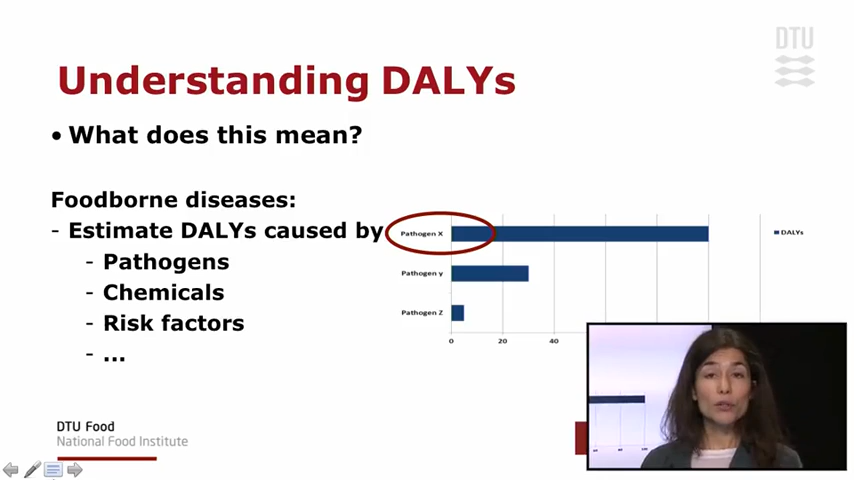 DTU
Understanding DALYs
• What does this mean?
Foodborne diseases:
- Estimate DALYs caused by
- Pathogens
- Chemicals
- Risk factors
- ...
Pathogen X
Pathogen y
Pathogen Z
0
20
40
DALYs
DTU Food
National Food Institute